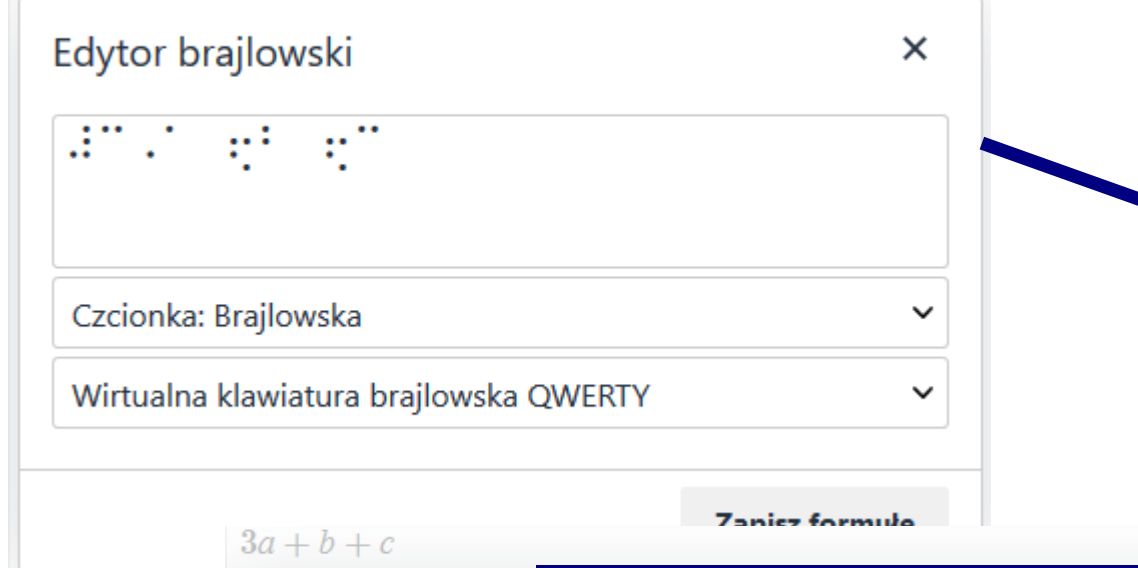 Edytor brajlowski ×
⠼⠉⠠⠁ ⢶⠃ ⢶⠉
Czcionka: Brajlowska
Wirtualna klawiatura brajlowska QWERTY
Zapisz formułę
3a + b + c